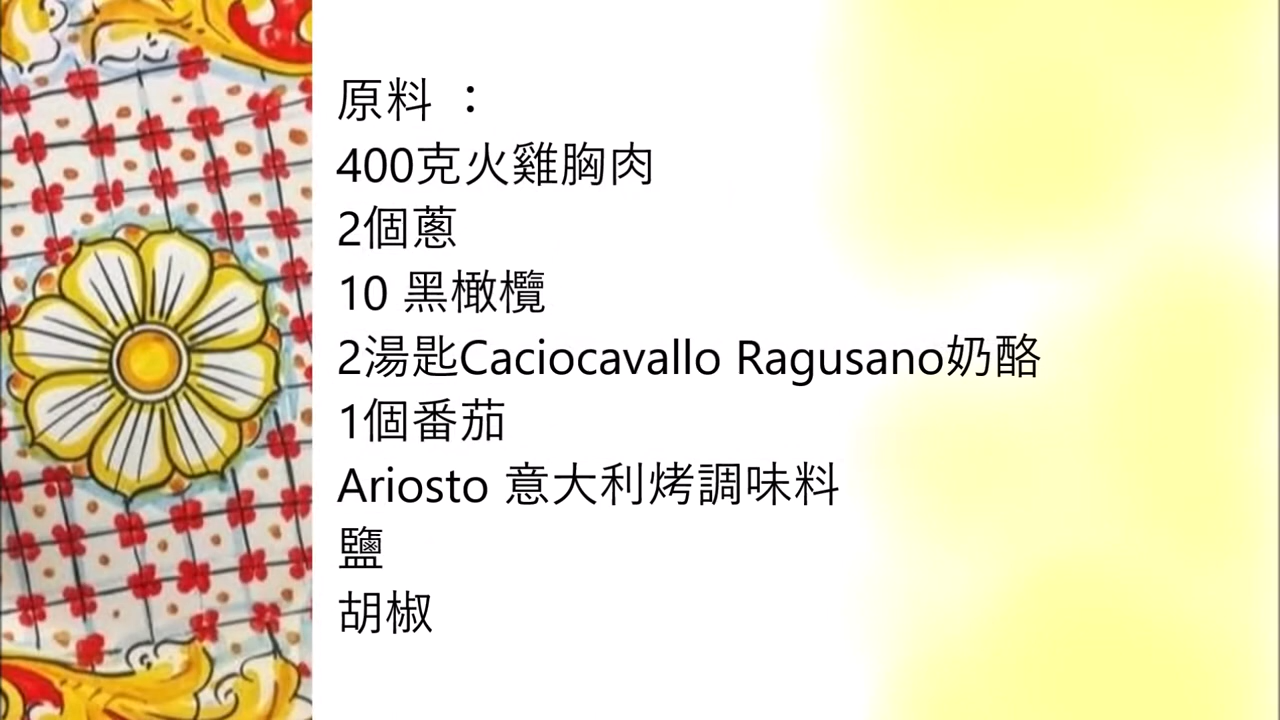 原料 ：
400克火雞胸肉
2個蔥
10 黑橄欖
2湯匙Caciocavallo Ragusano奶酪
1個番茄
Ariosto 意大利烤調味料
鹽
胡椒